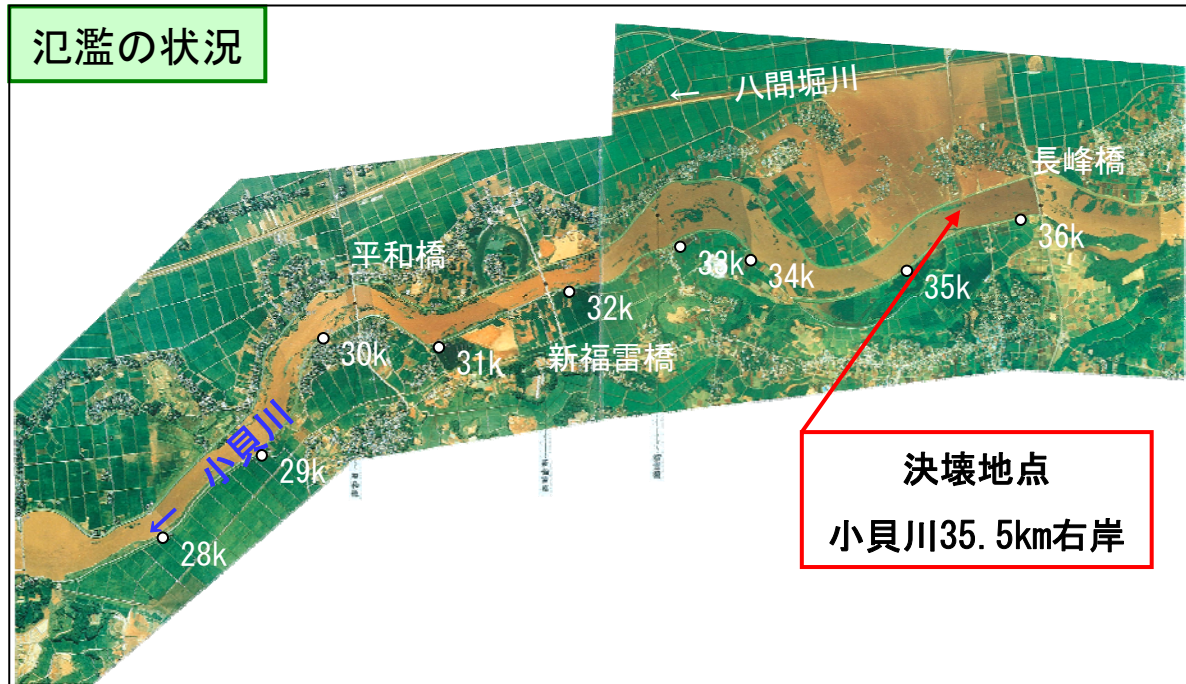 氾濫の状況
← 八間堀川
長峰橋
平和橋
36k
33k
34k
35k
32k
30k
31k
新福雷橋
← 小貝川
29k
28k
決壊地点
小貝川35.5km右岸